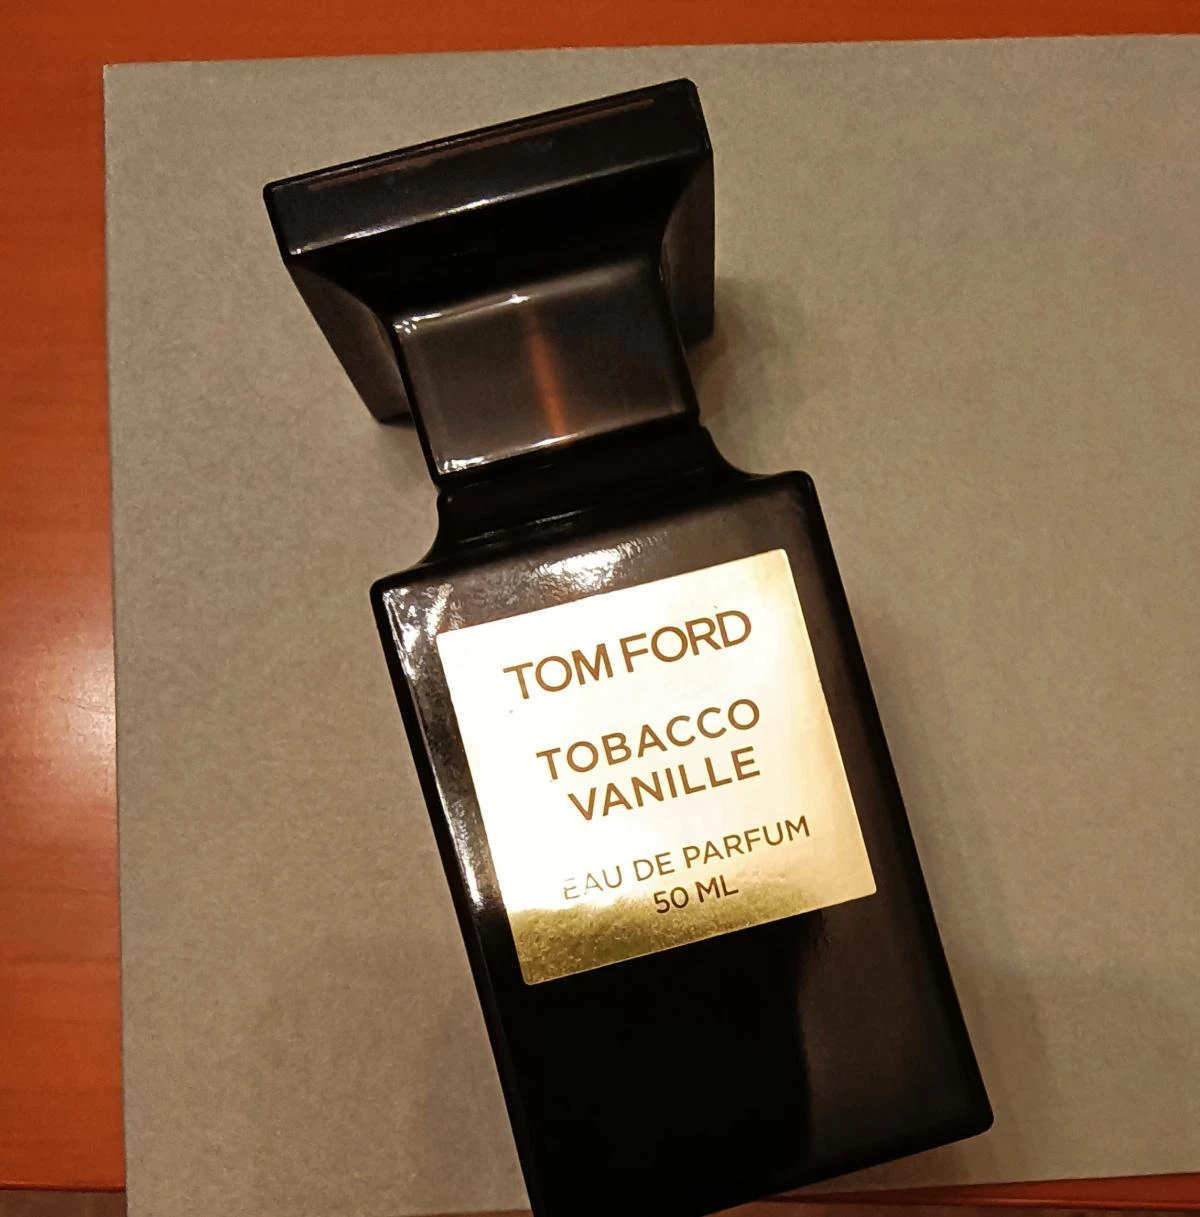 TOM FORD
TOBACCO
VANILLE
EAU DE PARFUM
50 ML